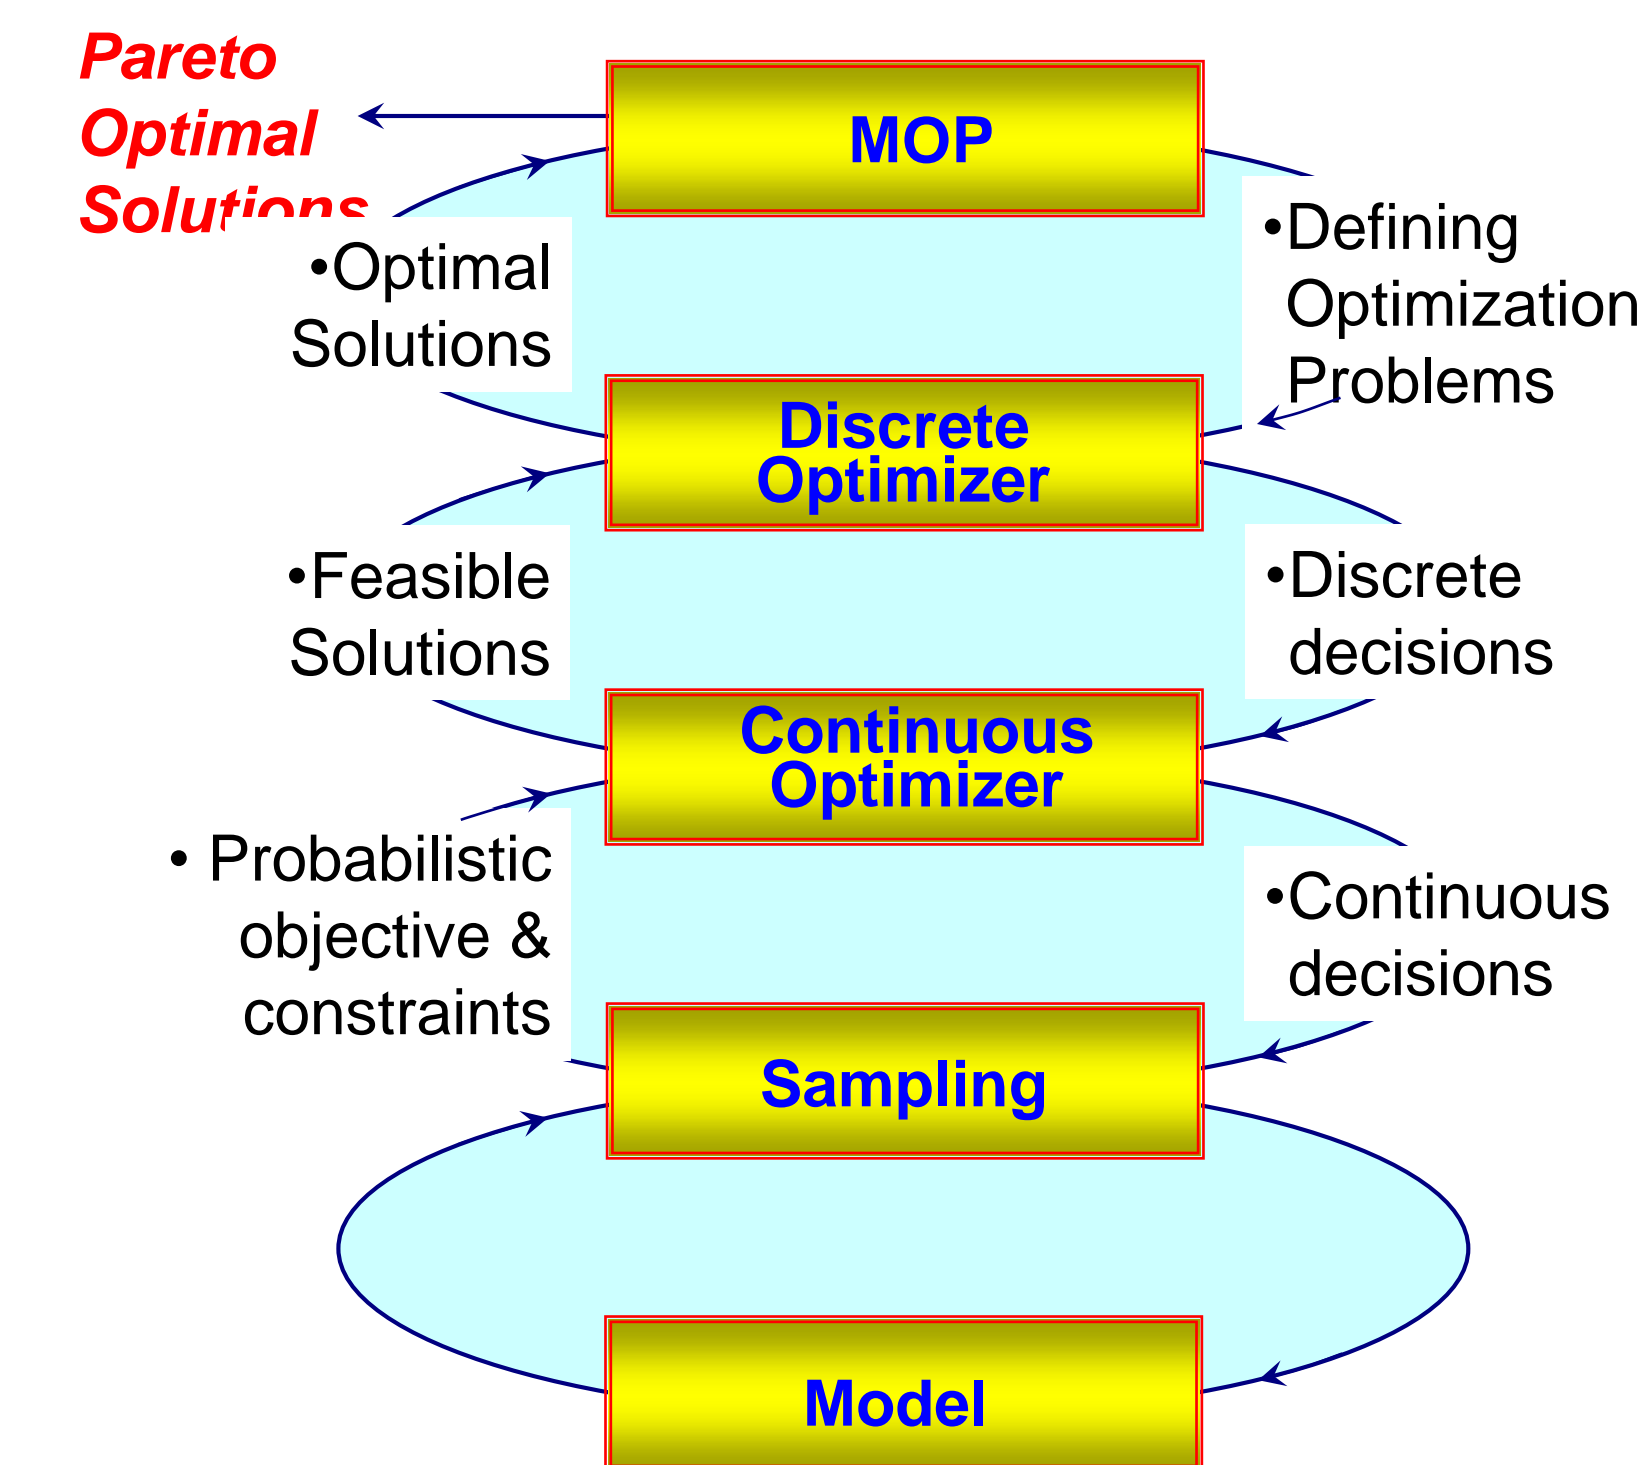 Pareto
Optimal
Solutions
MOP
•Optimal
Solutions
•Defining
Optimization
Problems
Discrete
Optimizer
•Feasible
Solutions
•Discrete
decisions
Continuous
Optimizer
• Probabilistic
objective &
constraints
•Continuous
decisions
Sampling
Model